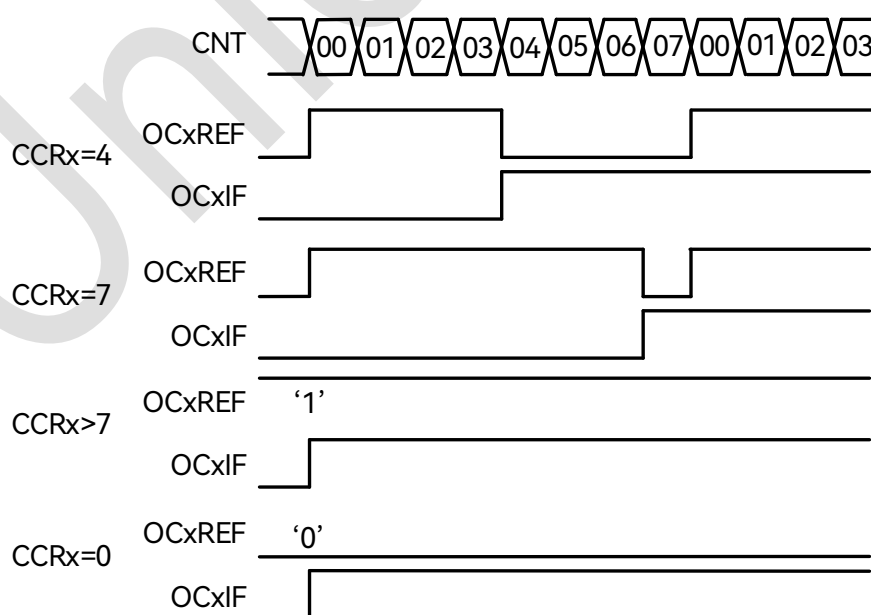 CNT 00 01 02 03 04 05 06 07 00 01 02 03
OCxREF
CCRx=4
OCxIF
OCxREF
CCRx=7
OCxIF
OCxREF ‘1’
CCRx>7
OCxIF
OCxREF ‘0’
CCRx=0
OCxIF